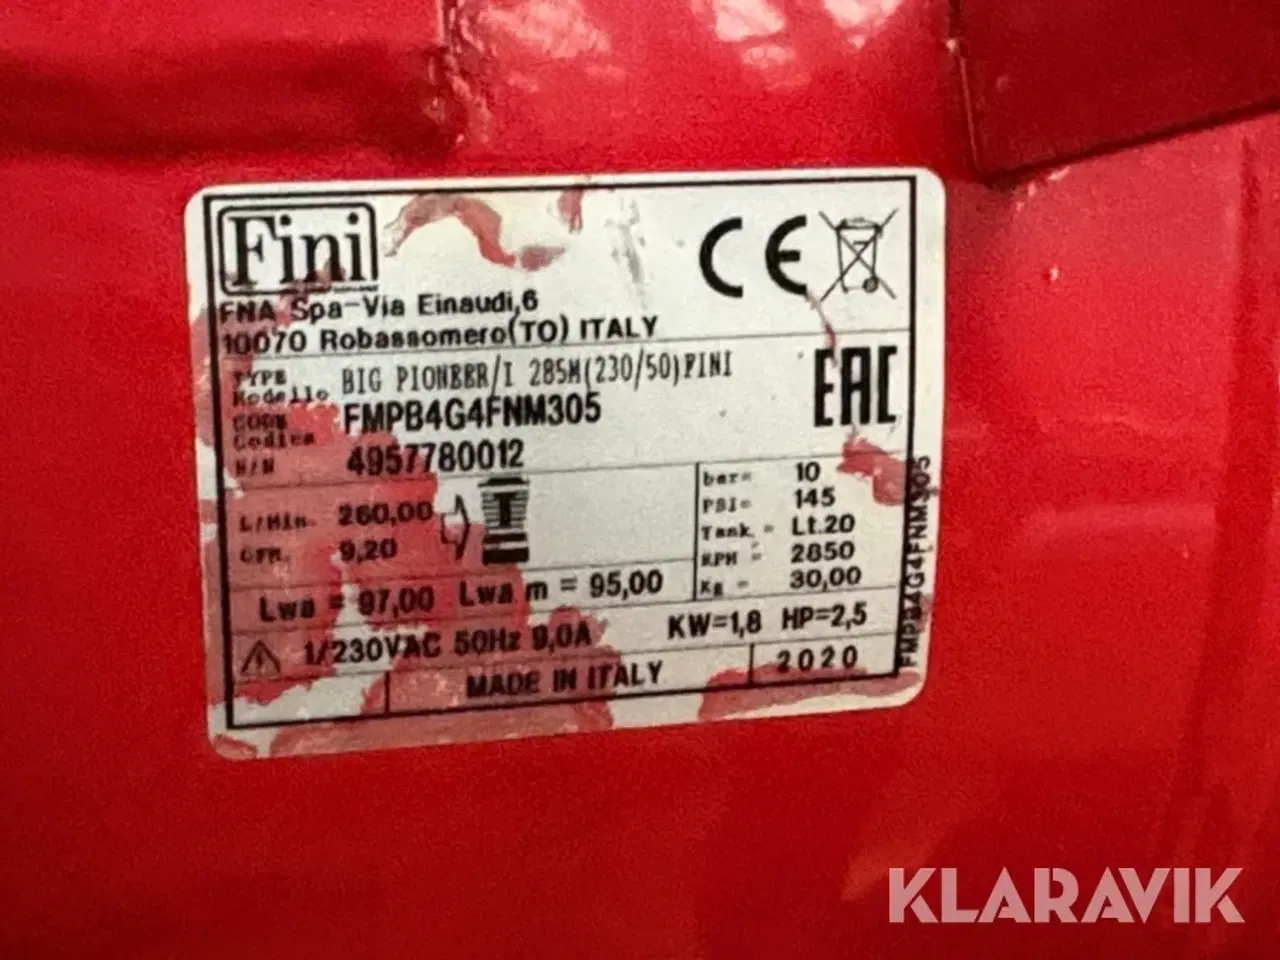 Fini
CE
FNA Spa-Via Einaudi,6
10070 Robassomero(TO) ITALY
TYPE
Modello
BIG PIONEER/I 285M(230/50)FINI
EAC
CODE
Codice
FMPB4G4FNM305
N/N
4957780012
L/Min. 260,00
CFM. 9,20
bar= 10
PSI= 145
Tank = Lt.20
RPM = 2850
Kg = 30,00
Lwa = 97,00 Lwa m = 95,00
1/230VAC 50Hz 9,0A
KW=1,8 HP=2,5
MADE IN ITALY
2020
FMPB4G4FNM305
KLARAVIK